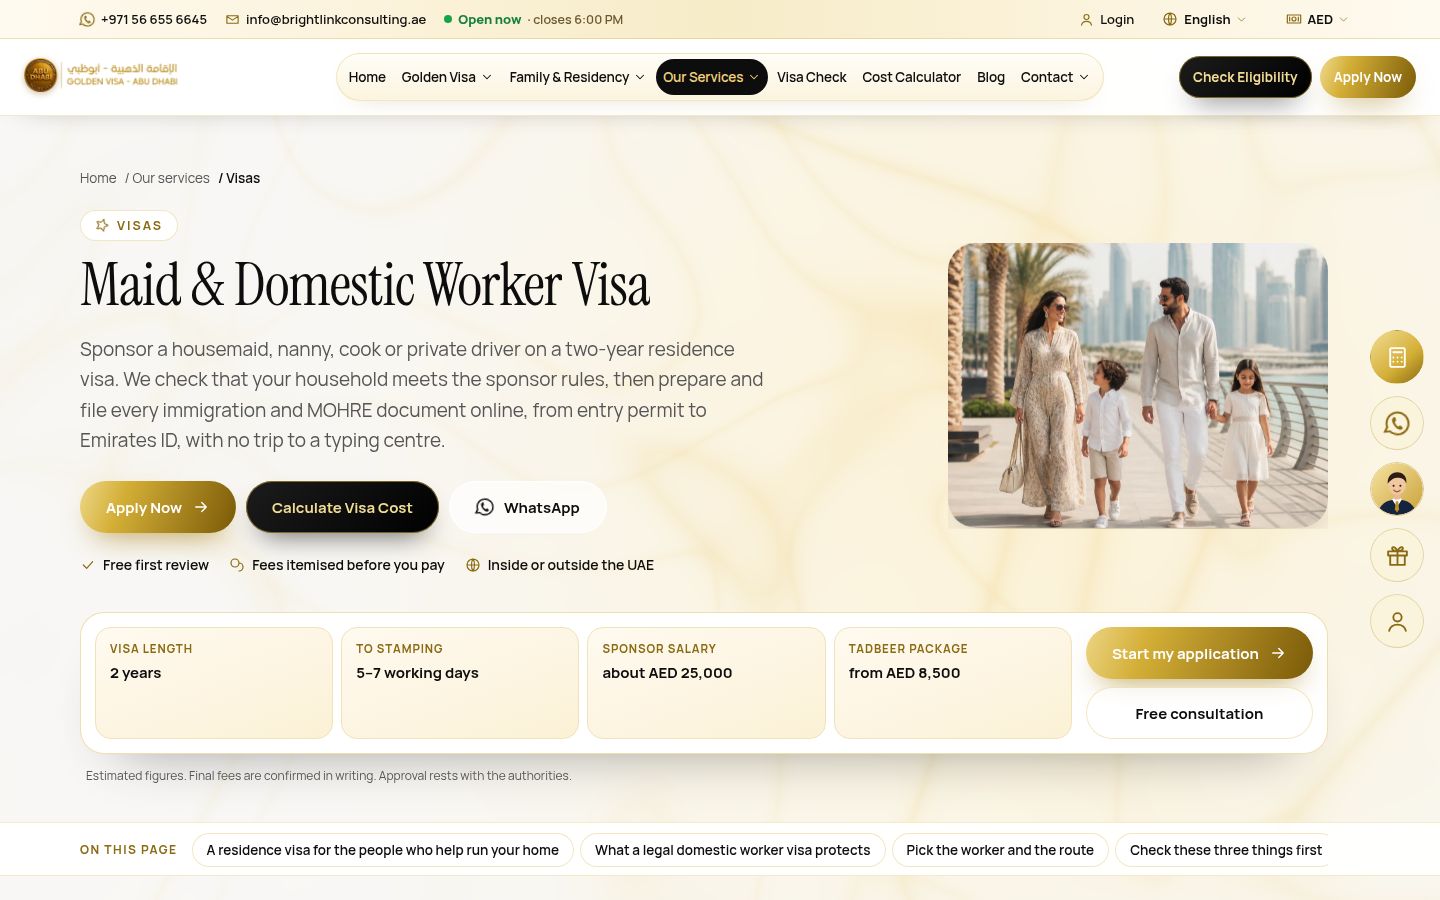 +971 56 655 6645
info@brightlinkconsulting.ae
Open now · closes 6:00 PM
Login
English
AED
ABU DHABI
الإقامة الذهبية - ابوظبي
GOLDEN VISA - ABU DHABI
Home
Golden Visa
Family & Residency
Our Services
Visa Check
Cost Calculator
Blog
Contact
Check Eligibility
Apply Now
Home / Our services / Visas
VISAS
Maid & Domestic Worker Visa
Sponsor a housemaid, nanny, cook or private driver on a two-year residence
visa. We check that your household meets the sponsor rules, then prepare and
file every immigration and MOHRE document online, from entry permit to
Emirates ID, with no trip to a typing centre.
Apply Now
Calculate Visa Cost
WhatsApp
Free first review
Fees itemised before you pay
Inside or outside the UAE
VISA LENGTH
2 years
TO STAMPING
5–7 working days
SPONSOR SALARY
about AED 25,000
TADBEER PACKAGE
from AED 8,500
Start my application
Free consultation
Estimated figures. Final fees are confirmed in writing. Approval rests with the authorities.
ON THIS PAGE
A residence visa for the people who help run your home
What a legal domestic worker visa protects
Pick the worker and the route
Check these three things first